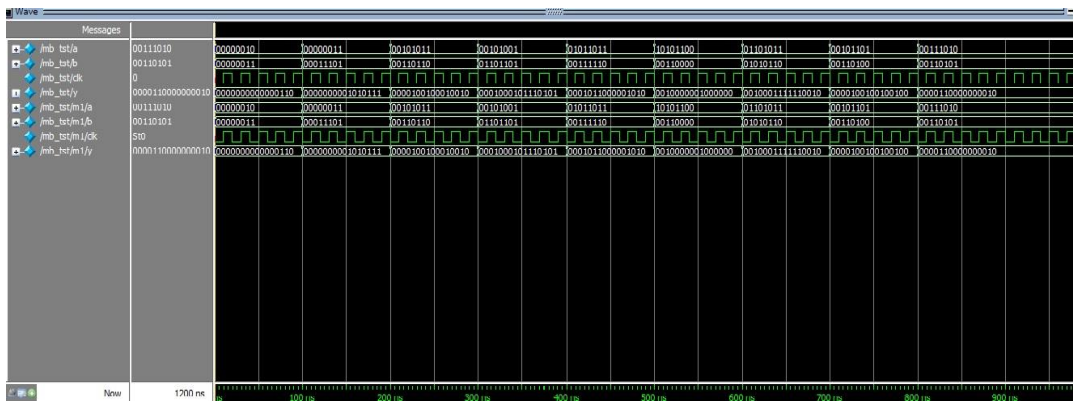 Wave
Messages
/mb_tst/a 00111010 00000010 00000011 00101011 00101001 01011011 10101100 01101011 00101101 00111010
/mb_tst/b 00110101 00000011 00011101 00110110 01101101 00111110 00110000 01010110 00110100 00110101
/mb_tst/clk 0
/mb_tst/y 0000110000000010 0000000000000110 0000000001010111 0000100100010010 0001000101110101 0001011000001010 0010000001000000 0010001111110010 0000100100100100 0000110000000010
/mb_tst/m1/a 00111010 00000010 00000011 00101011 00101001 01011011 10101100 01101011 00101101 00111010
/mb_tst/m1/b 00110101 00000011 00011101 00110110 01101101 00111110 00110000 01010110 00110100 00110101
/mb_tst/m1/clk St0
/mb_tst/m1/y 0000110000000010 0000000000000110 0000000001010111 0000100100010010 0001000101110101 0001011000001010 0010000001000000 0010001111110010 0000100100100100 0000110000000010
Now 1200 ns 100 ns 200 ns 300 ns 400 ns 500 ns 600 ns 700 ns 800 ns 900 ns